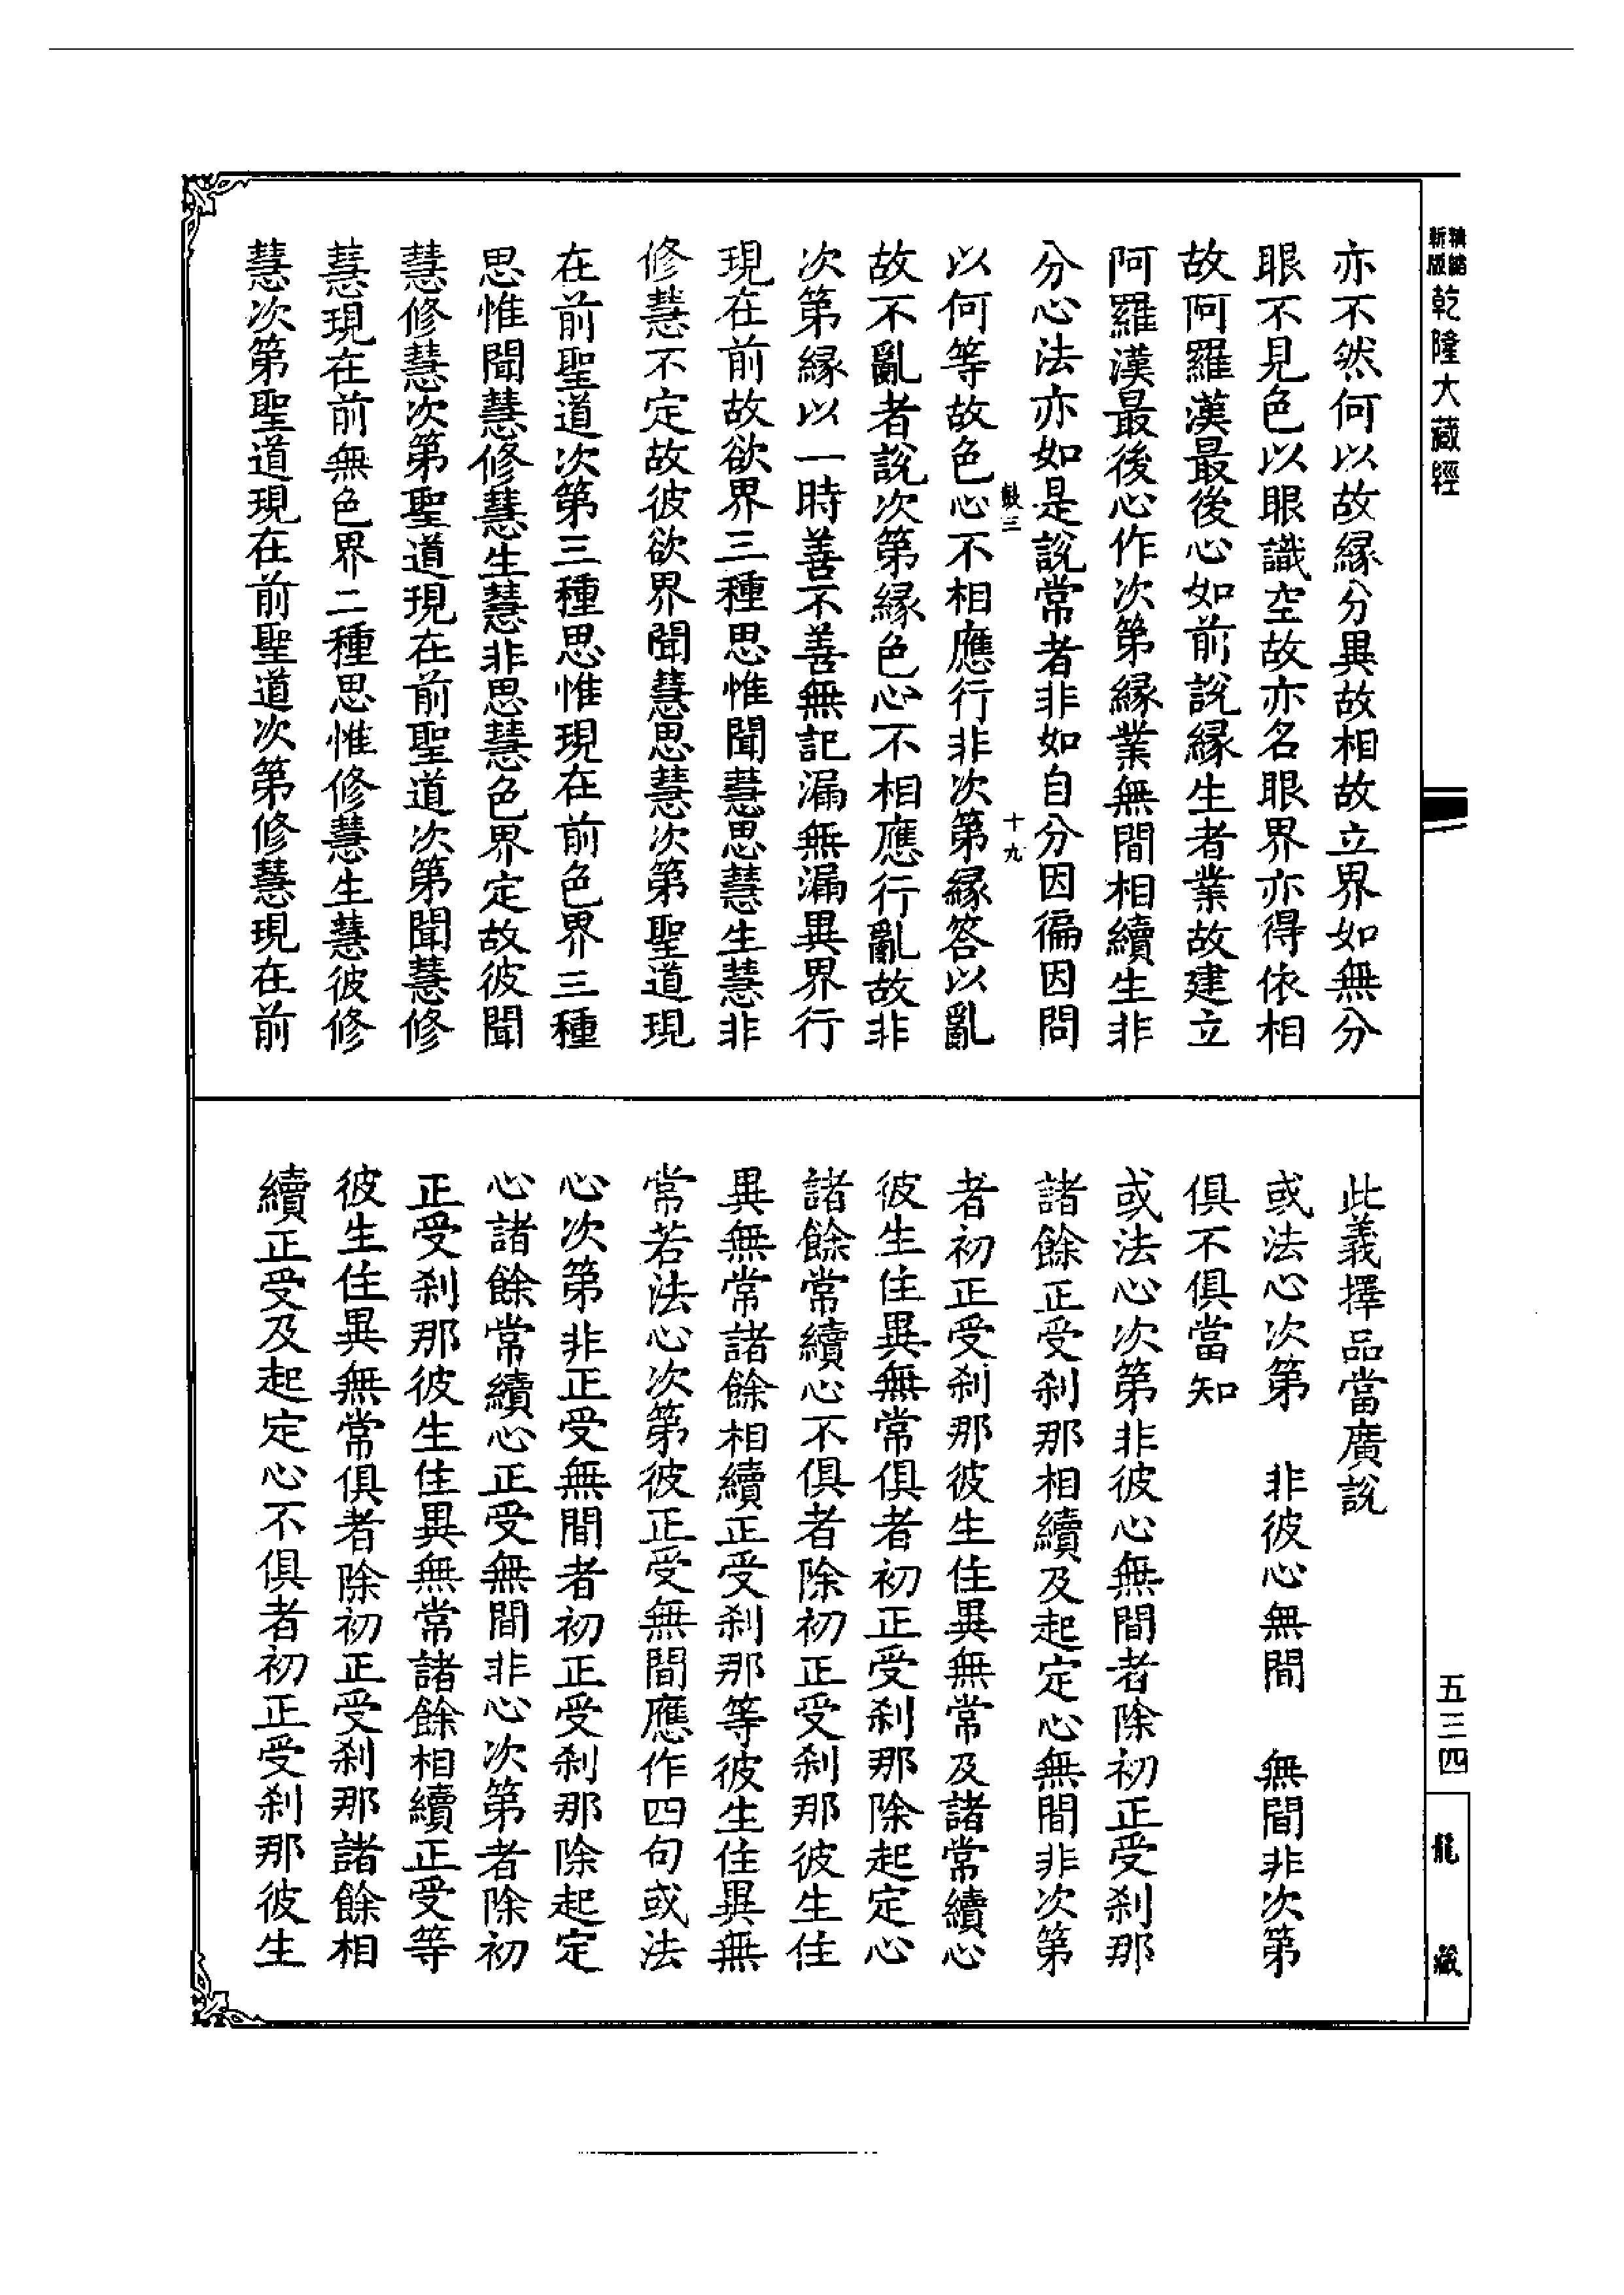 新版精縮乾隆大藏經
亦不然何以故緣分異故相故立界如無分
眼不見色以眼識空故亦名眼界亦得依相
故阿羅漢最後心如前說緣生者業故建立
阿羅漢最後心作次第緣業無間相續生非
分心法亦如是說常者非如自分因徧因問
十九
以何等故色心不相應行非次第緣答以亂
故不亂者說次第緣色心不相應行亂故非
次第緣以一時善不善無記漏無漏異界行
現在前故欲界三種思惟聞慧思慧生慧非
修慧不定故彼欲界聞慧思慧次第聖道現
在前聖道次第三種思惟現在前色界三種
思惟聞慧修慧生慧非思慧色界定故彼聞
慧修慧次第聖道現在前聖道次第聞慧修
慧現在前無色界二種思惟修慧生慧彼修
慧次第聖道現在前聖道次第修慧現在前
此義擇品當廣說
或法心次第 非彼心無間 無間非次第
俱不俱當知
或法心次第非彼心無間者除初正受剎那
諸餘正受剎那相續及起定心無間非次第
者初正受剎那彼生住異無常及諸常續心
彼生住異無常俱者初正受剎那除起定心
諸餘常續心不俱者除初正受剎那彼生住
異無常諸餘相續正受剎那等彼生住異無
常若法心次第彼正受無間應作四句或法
心次第非正受無間者初正受剎那除起定
心諸餘常續心正受無間非心次第者除初
正受剎那彼生住異無常諸餘相續正受等
彼生住異無常俱者除初正受剎那諸餘相
續正受及起定心不俱者初正受剎那彼生
五三四
龍藏